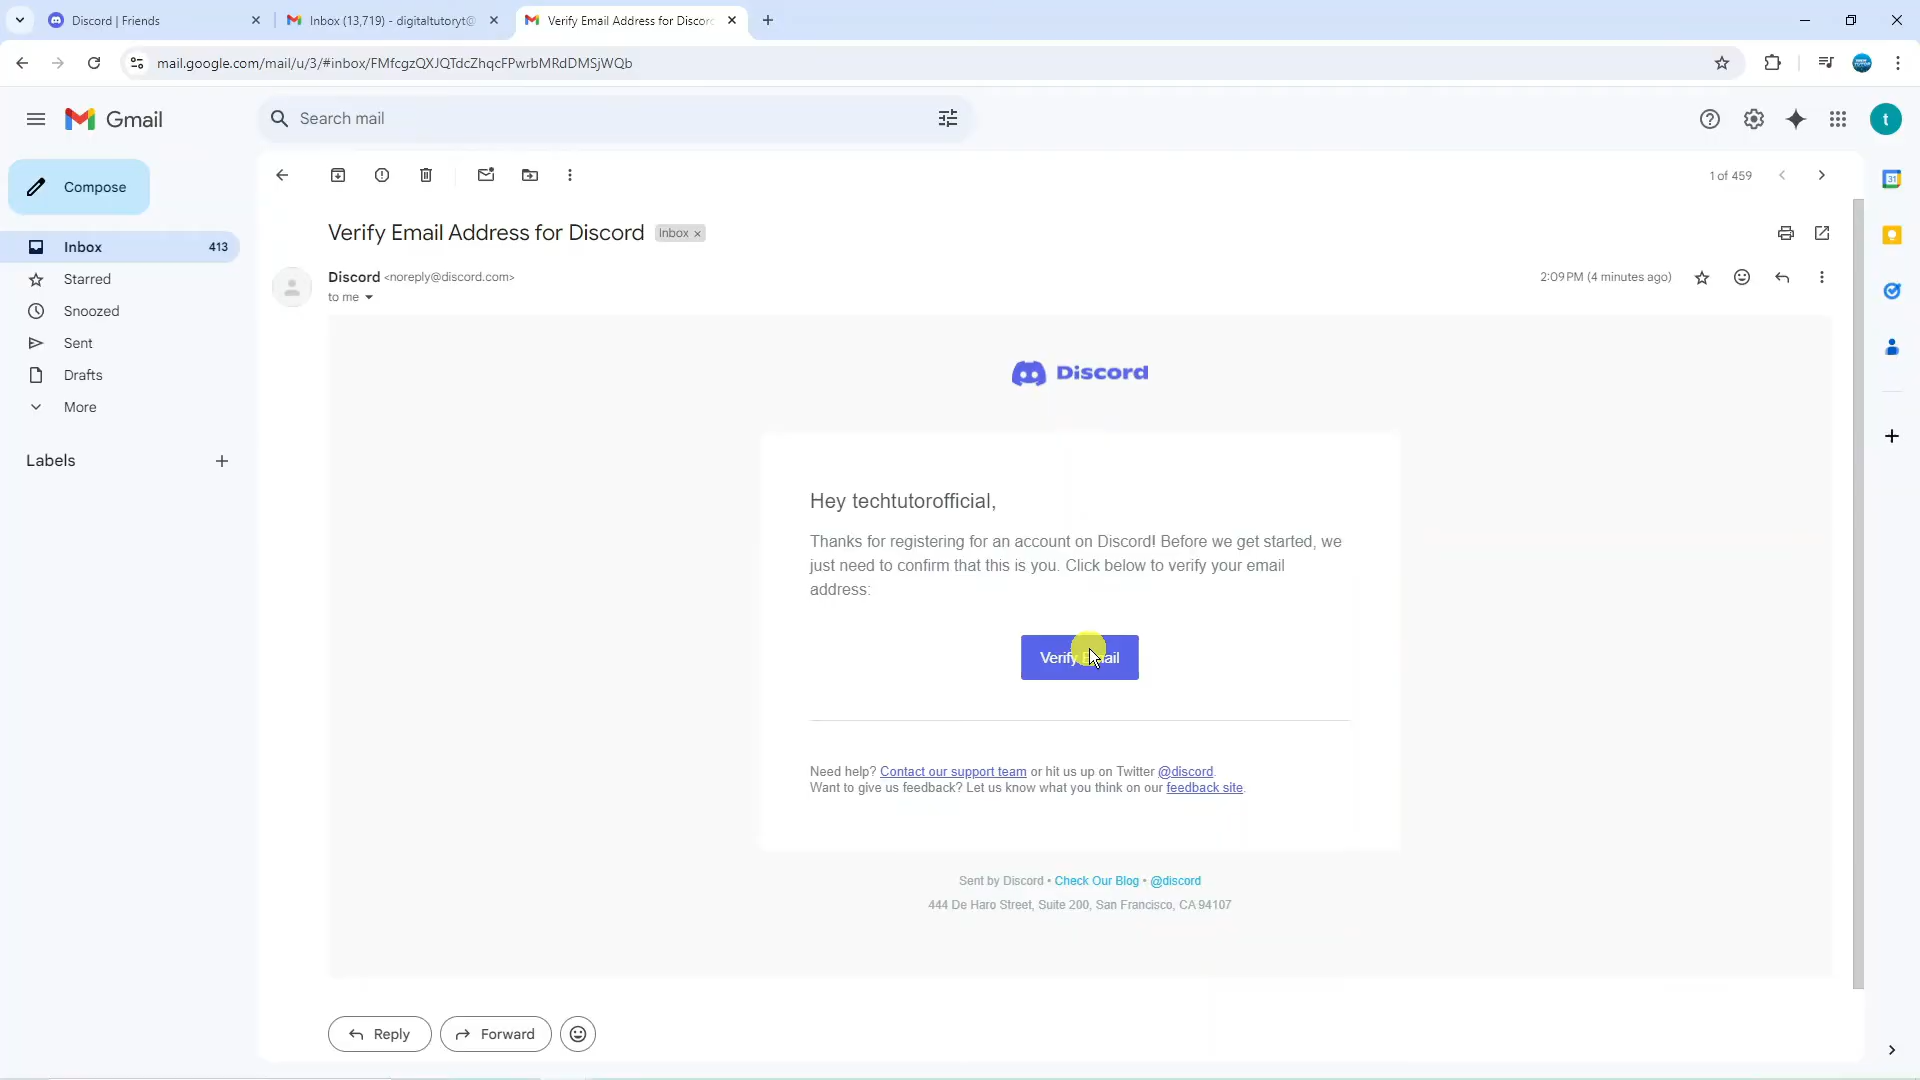 Discord | Friends
Inbox (13,719) - digitaltutoryt@
Verify Email Address for Discord
mail.google.com/mail/u/3/#inbox/FMfcgzQXJQTdcZhqcFPwrbMRdDMSjWQb
Gmail
Search mail
Compose
1 of 459
Verify Email Address for Discord
Inbox ×
Inbox 413
Starred
Snoozed
Sent
Drafts
More
Labels
Discord <noreply@discord.com>
2:09 PM (4 minutes ago)
to me
Discord
Hey techtutorofficial,
Thanks for registering for an account on Discord! Before we get started, we
just need to confirm that this is you. Click below to verify your email
address:
Verify Email
Need help? Contact our support team or hit us up on Twitter @discord.
Want to give us feedback? Let us know what you think on our feedback site.
Sent by Discord • Check Our Blog • @discord
444 De Haro Street, Suite 200, San Francisco, CA 94107
Reply
Forward
31
t